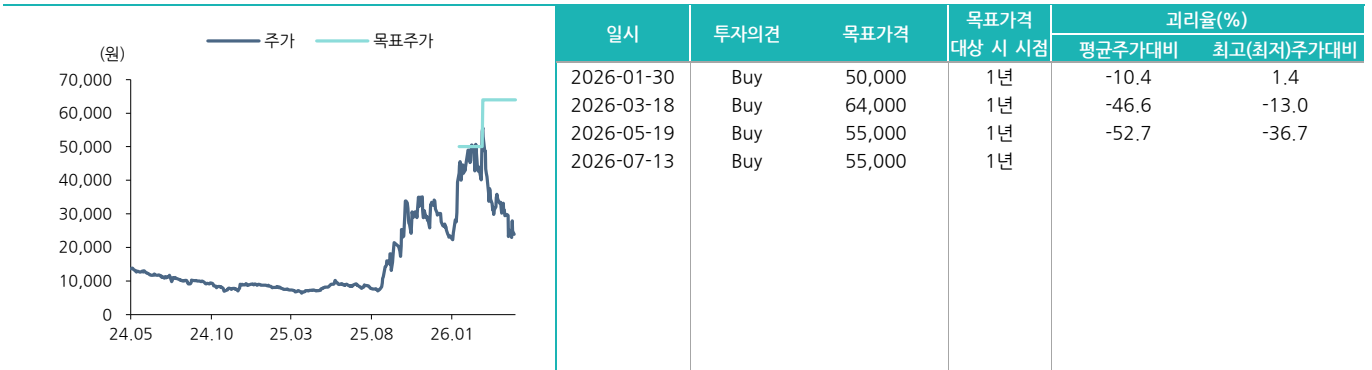 주가 목표주가
(원)
70,000
60,000
50,000
40,000
30,000
20,000
10,000
0
24.05 24.10 25.03 25.08 26.01
일시 투자의견 목표가격 목표가격 괴리율(%)
대상 시 시점 평균주가대비 최고(최저)주가대비
2026-01-30 Buy 50,000 1년 -10.4 1.4
2026-03-18 Buy 64,000 1년 -46.6 -13.0
2026-05-19 Buy 55,000 1년 -52.7 -36.7
2026-07-13 Buy 55,000 1년